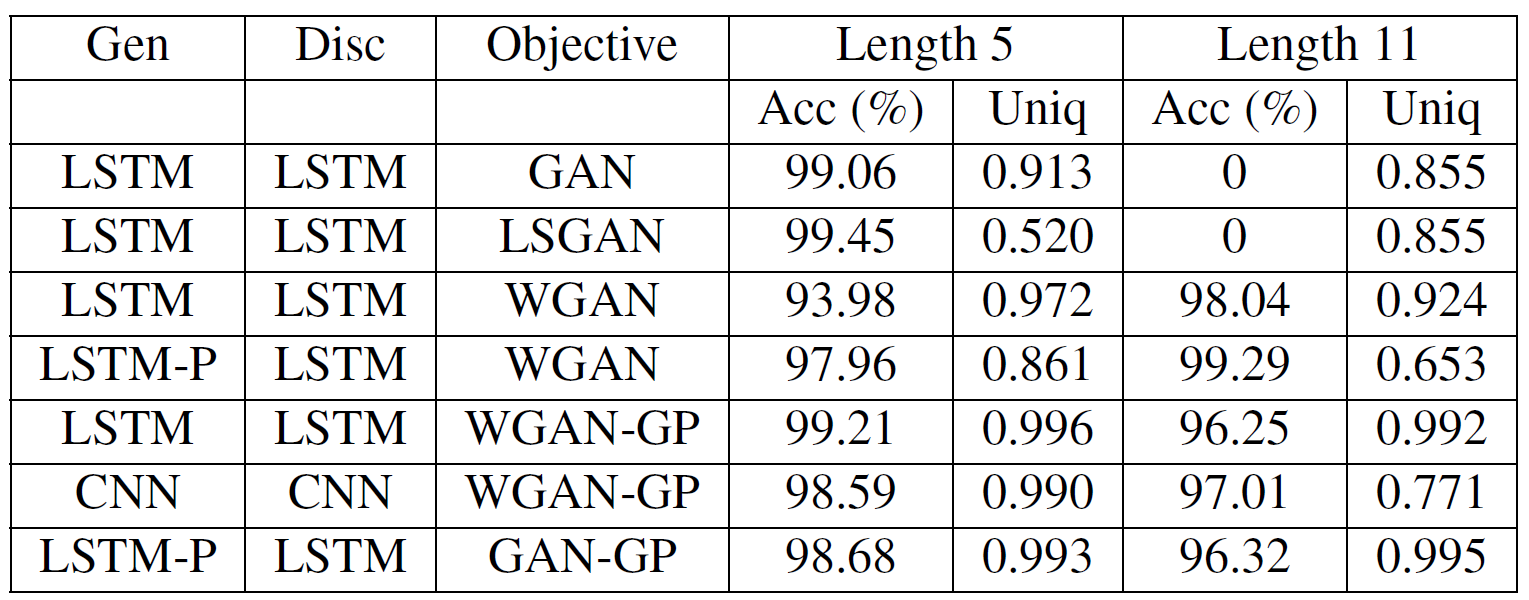 Gen Disc Objective Length 5 Length 11
Acc (%) Uniq Acc (%) Uniq
LSTM LSTM GAN 99.06 0.913 0 0.855
LSTM LSTM LSGAN 99.45 0.520 0 0.855
LSTM LSTM WGAN 93.98 0.972 98.04 0.924
LSTM-P LSTM WGAN 97.96 0.861 99.29 0.653
LSTM LSTM WGAN-GP 99.21 0.996 96.25 0.992
CNN CNN WGAN-GP 98.59 0.990 97.01 0.771
LSTM-P LSTM GAN-GP 98.68 0.993 96.32 0.995